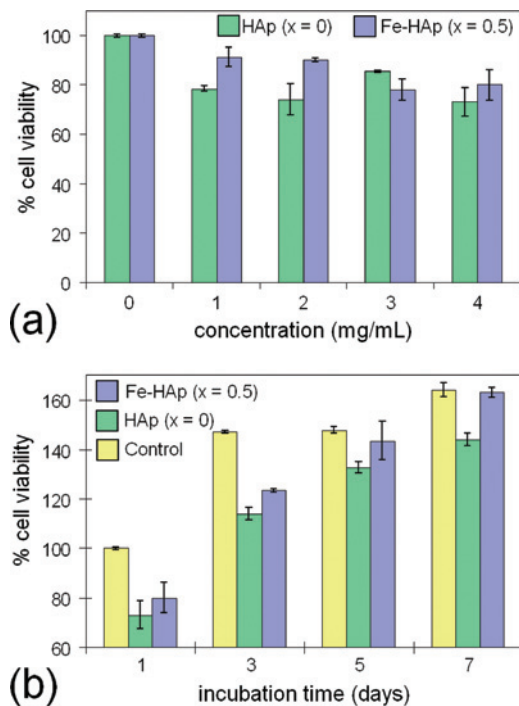 HAp (x = 0) Fe-HAp (x = 0.5)
100
80
60
40
20
0
% cell viability
0 1 2 3 4
concentration (mg/mL)
(a)
Fe-HAp (x = 0.5)
HAp (x = 0)
Control
160
140
120
100
80
60
% cell viability
1 3 5 7
incubation time (days)
(b)